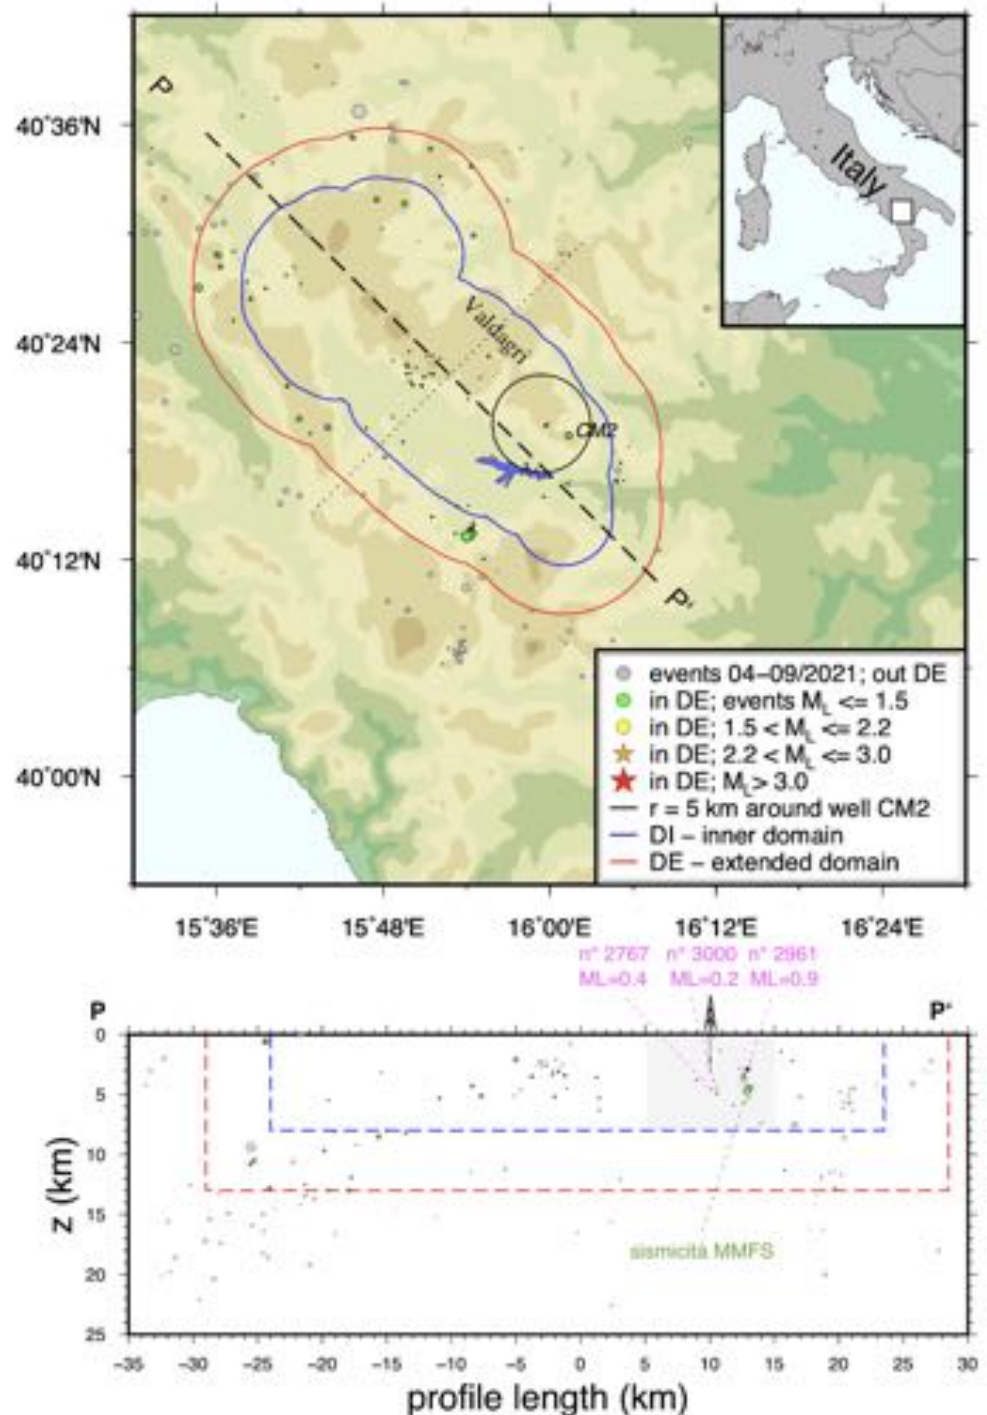 P
Italy
40°36'N
40°24'N
Valdagri
CM2
40°12'N
P'
events 04–09/2021; out DE
in DE; events ML <= 1.5
in DE; 1.5 < ML <= 2.2
in DE; 2.2 < ML <= 3.0
in DE; ML > 3.0
r = 5 km around well CM2
DI – inner domain
DE – extended domain
40°00'N
15°36'E 15°48'E 16°00'E 16°12'E 16°24'E
n° 2767 n° 3000 n° 2961
ML=0.4 ML=0.2 ML=0.9
P P'
0
5
10
15
20
25
z (km)
sismicità MMFS
−35 −30 −25 −20 −15 −10 −5 0 5 10 15 20 25 30
profile length (km)